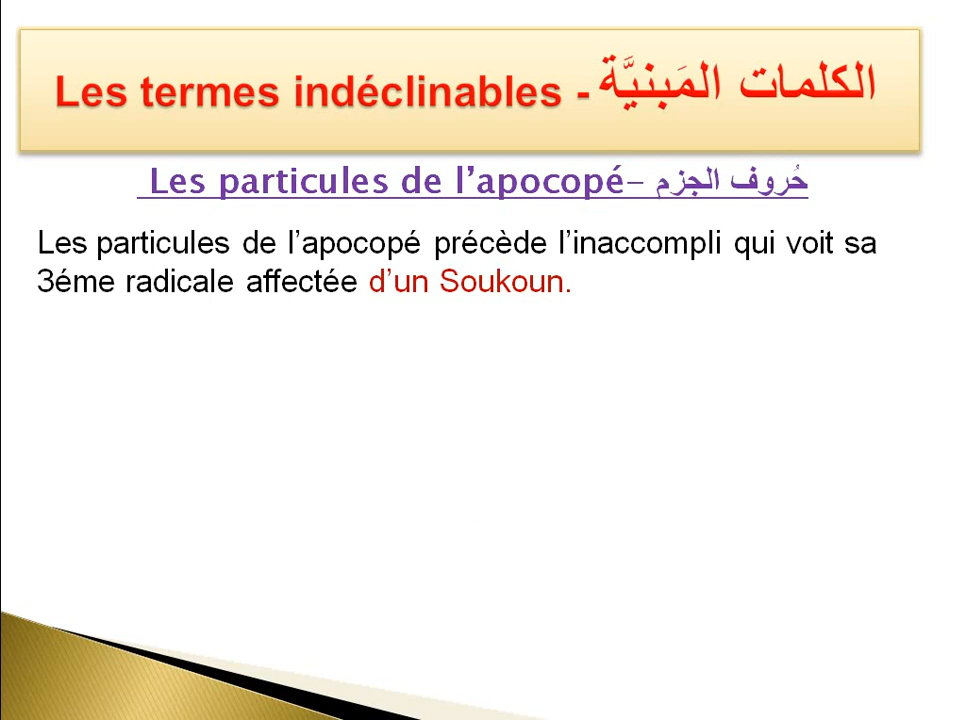 Les termes indéclinables - الكلمات المَبنيَّة
Les particules de l’apocopé- حُروف الجزم
Les particules de l’apocopé précède l’inaccompli qui voit sa
3éme radicale affectée d’un Soukoun.